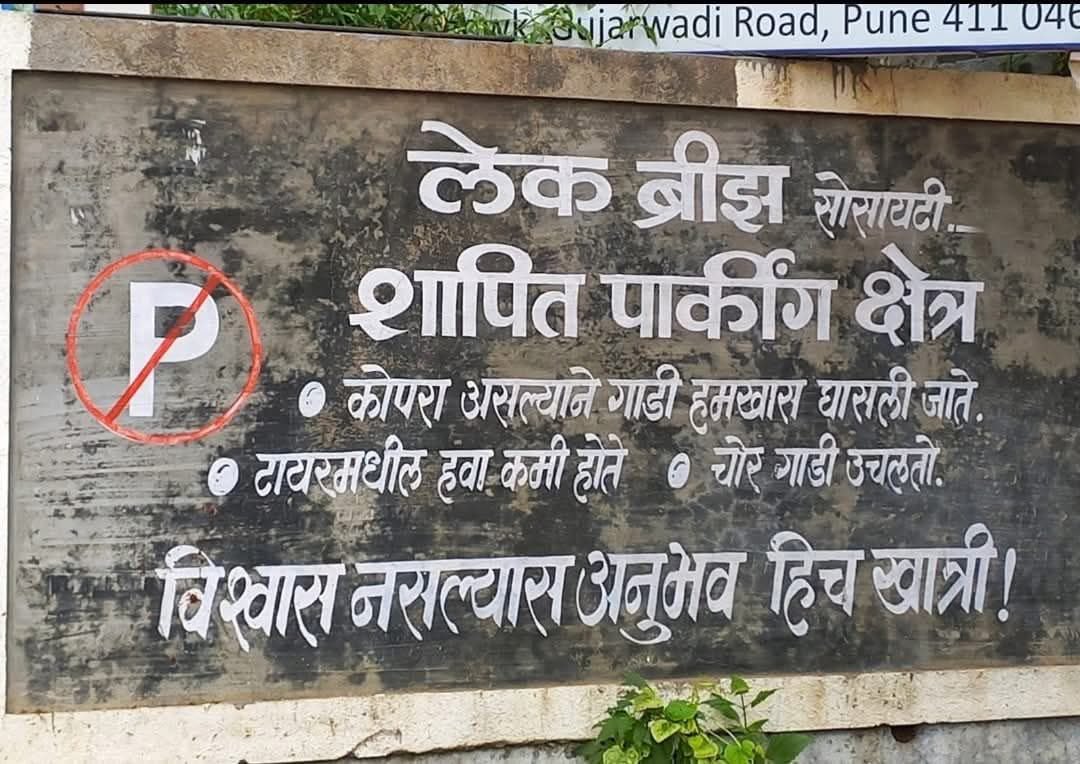 Gujarwadi Road, Pune 411 046
लेक ब्रीझ सोसायटी...
शापित पार्कींग क्षेत्र
P
• कोपरा असल्याने गाडी हमखास घासली जाते.
• टायरमधील हवा कमी होते • चोर गाडी उचलतो.
विश्वास नसल्यास अनुभव हिच खात्री!